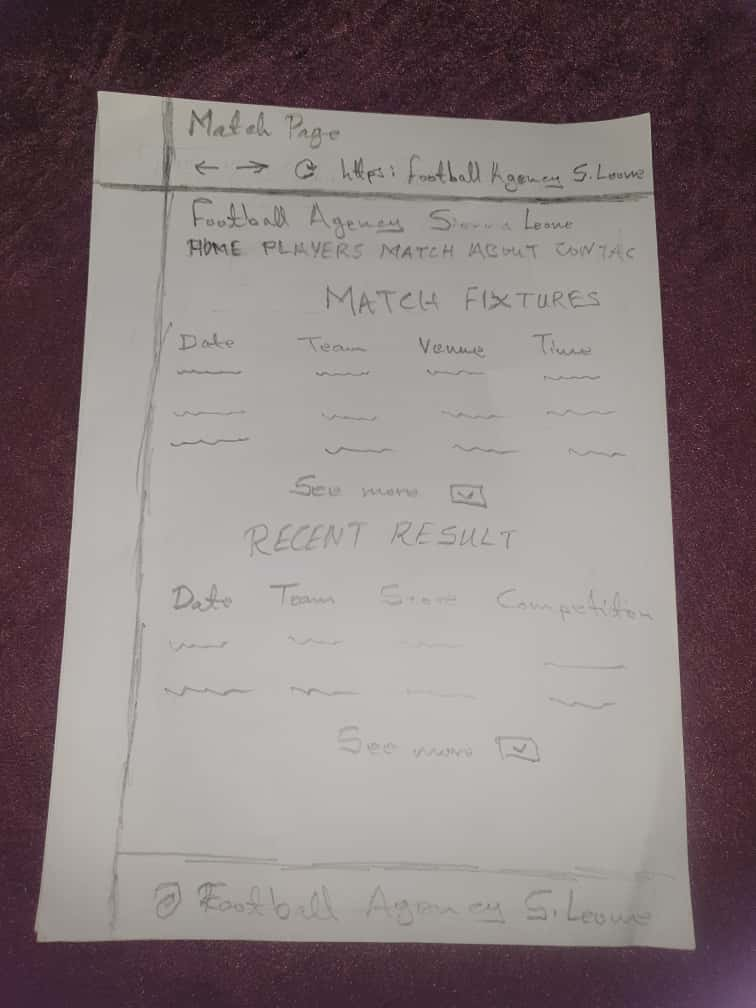 Match Page
← → ⟳ https: football Agency S.Leone
Football Agency Sierra Leone
HOME PLAYERS MATCH ABOUT CONTAC
MATCH FIXTURES
Date Team Venue Time
See more
RECENT RESULT
Date Team Score Competition
See more
© Football Agency S.Leone